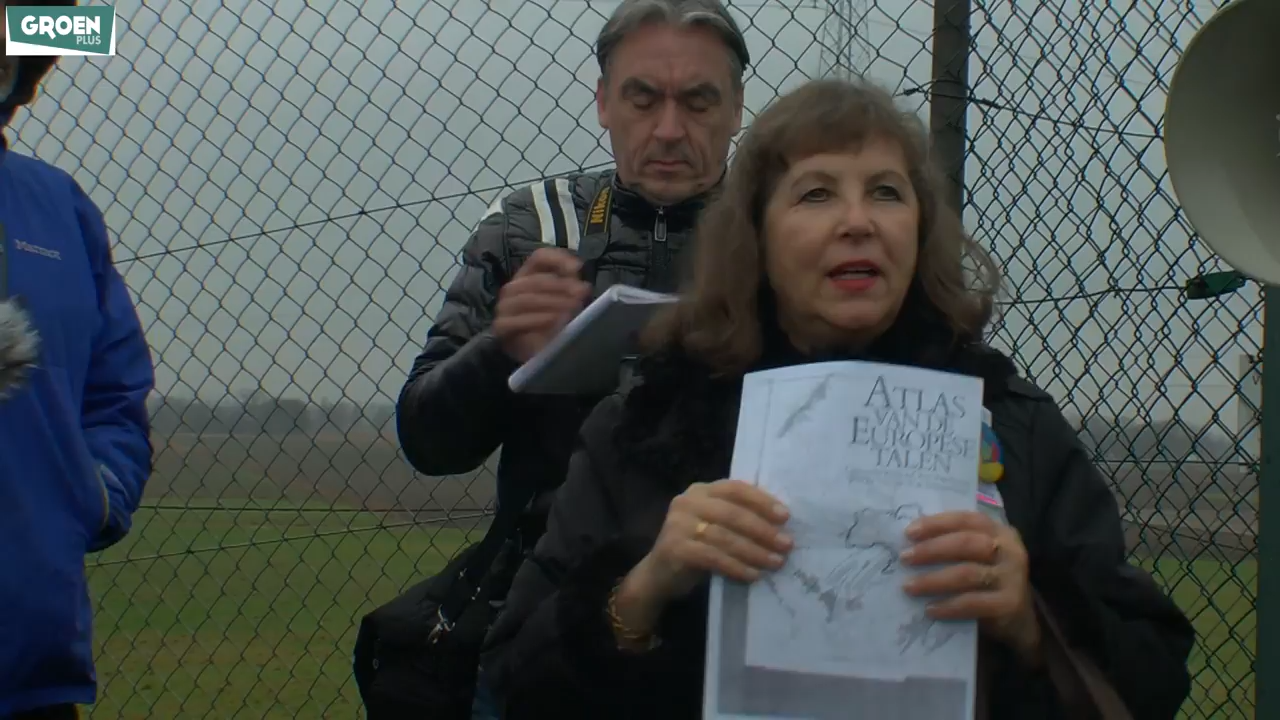 GROEN
PLUS
Marmot
Nikon
ATLAS
VAN DE
EUROPESE
TALEN